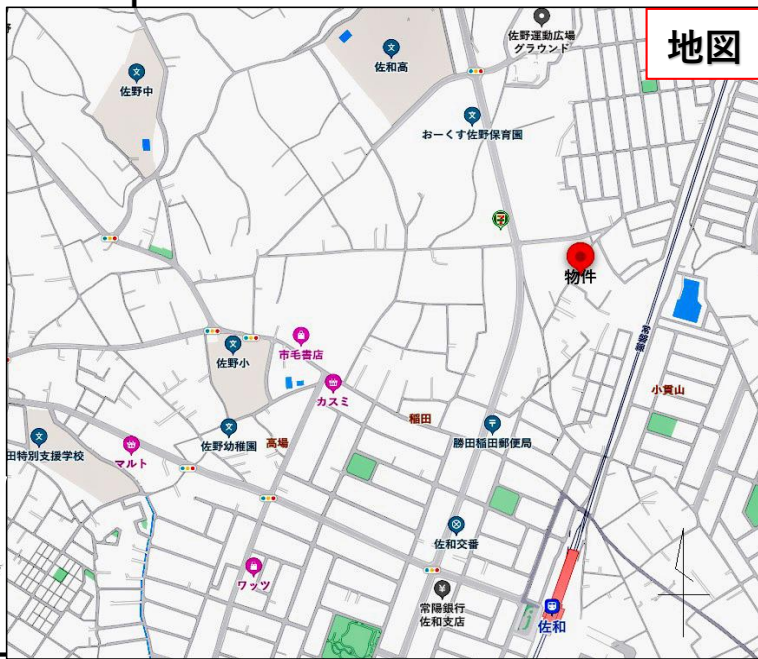 佐野運動広場
グラウンド
地図
佐和高
佐野中
おーくす佐野保育園
7
物件
常磐線
市毛書店
佐野小
小貫山
カスミ
稲田
勝田稲田郵便局
佐野幼稚園
高場
田特別支援学校
マルト
佐和交番
ワッツ
常陽銀行
佐和支店
佐和